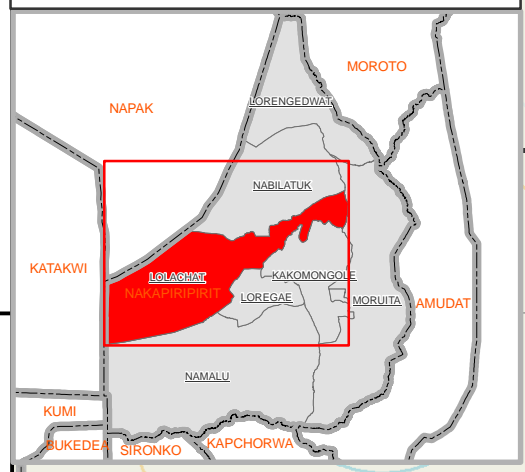 MOROTO
LORENGEDWAT
NAPAK
NABILATUK
KATAKWI
LOLACHAT
KAKOMONGOLE
NAKAPIRIPIRIT
LOREGAE
MORUITA
AMUDAT
NAMALU
KUMI
BUKEDEA
SIRONKO
KAPCHORWA